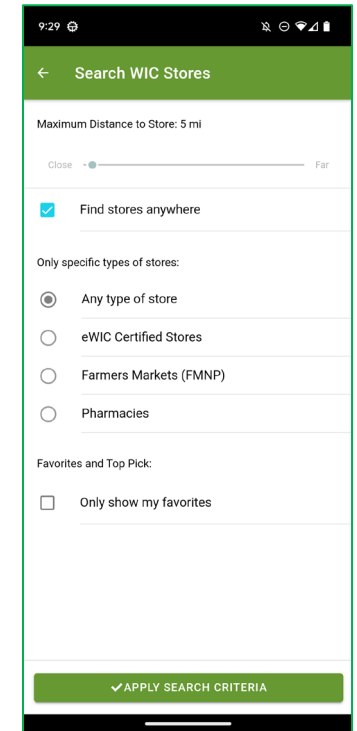 9:29
Search WIC Stores
Maximum Distance to Store: 5 mi
Close Far
Find stores anywhere
Only specific types of stores:
Any type of store
eWIC Certified Stores
Farmers Markets (FMNP)
Pharmacies
Favorites and Top Pick:
Only show my favorites
APPLY SEARCH CRITERIA